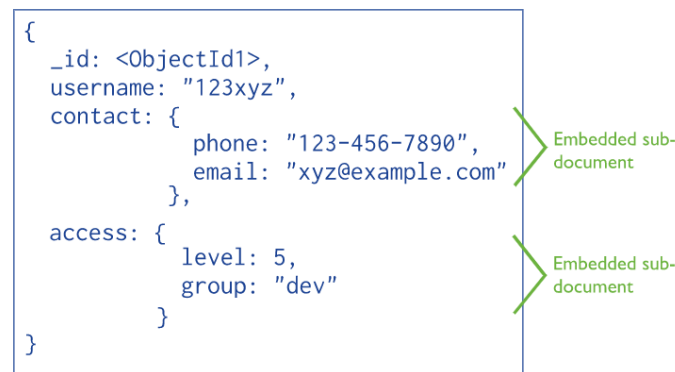 {
_id: <ObjectId1>,
username: "123xyz",
contact: {
phone: "123-456-7890",
email: "xyz@example.com"
},
Embedded sub-
document
access: {
level: 5,
group: "dev"
}
Embedded sub-
document
}